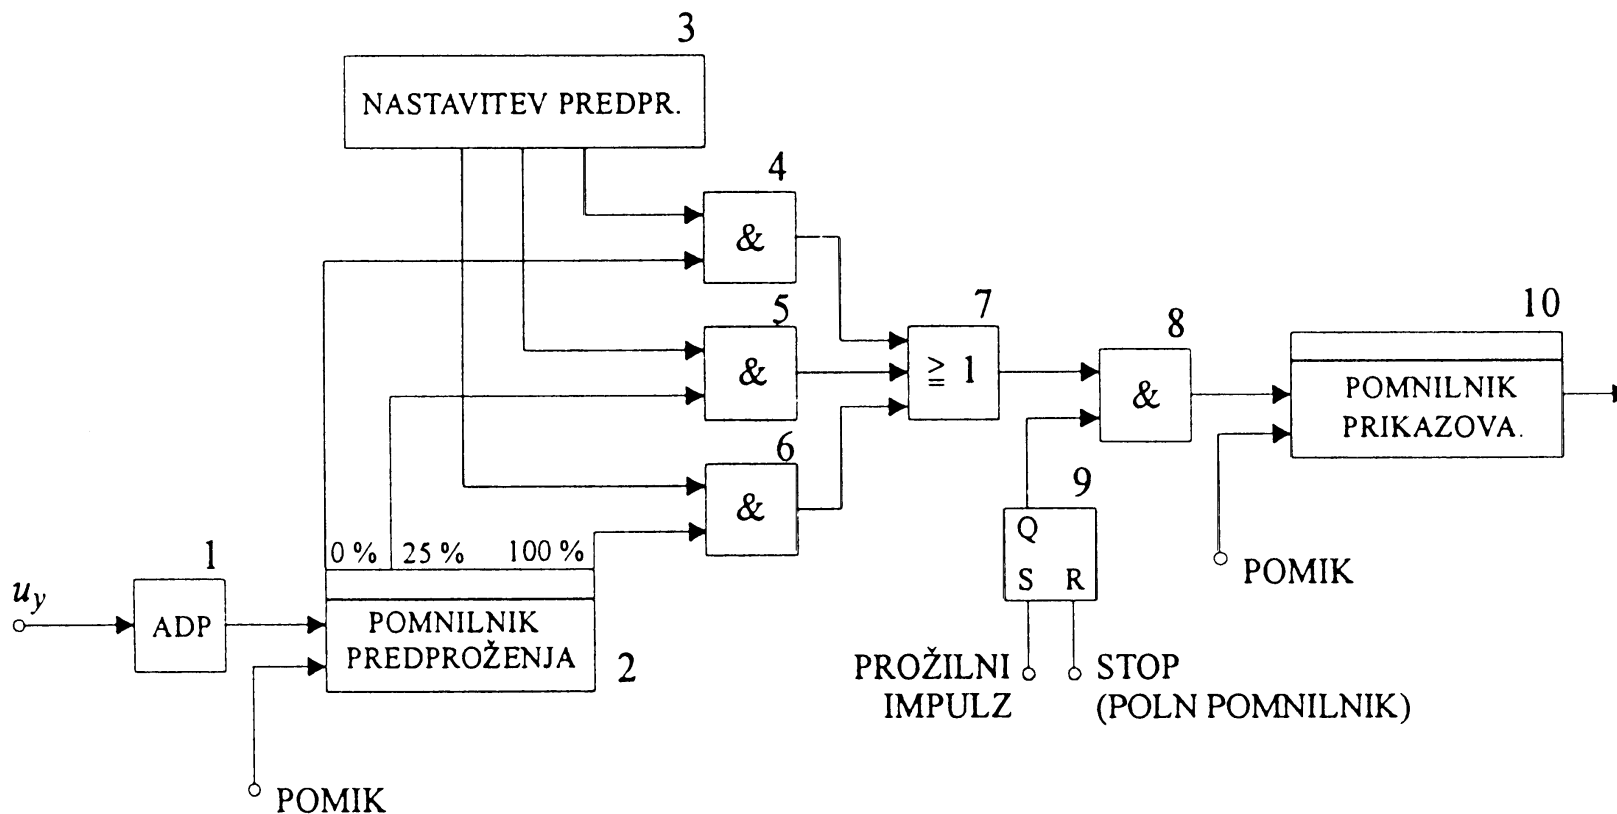 3
NASTAVITEV PREDPR.
4
&
5
&
6
&
7
≧ 1
8
&
9
Q
S R
10
POMNILNIK
PRIKAZOVA.
POMIK
0 % 25 % 100 %
1
u_y
ADP
POMNILNIK
PREDPROŽENJA
2
POMIK
PROŽILNI
IMPULZ
STOP
(POLN POMNILNIK)